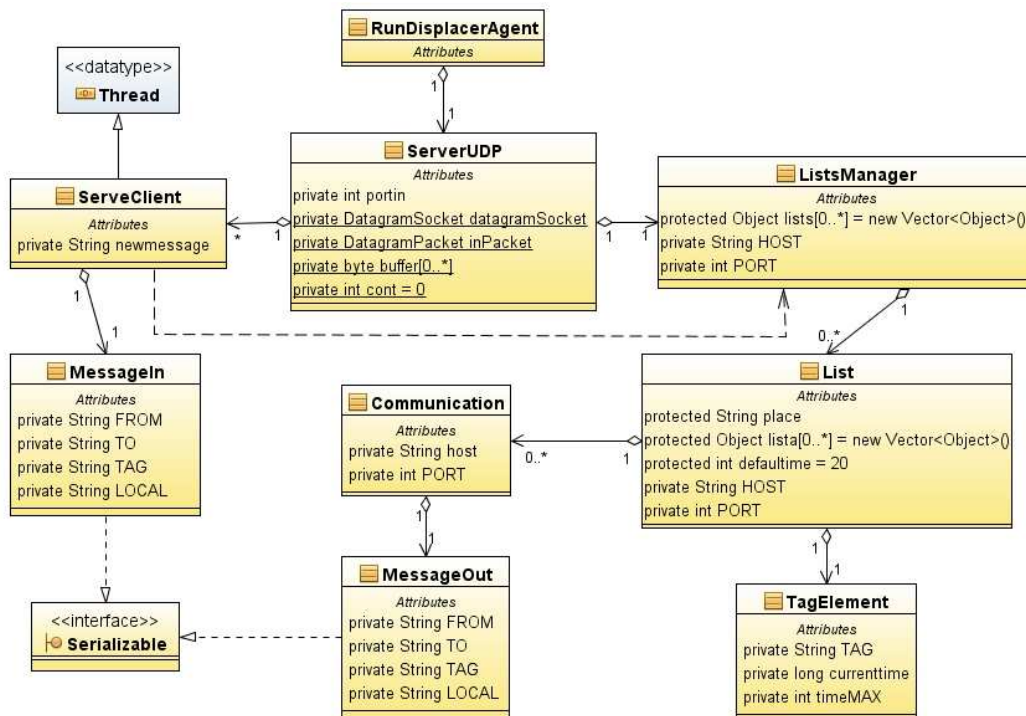 RunDisplacerAgent
Attributes
1
1
<<datatype>>
Thread
ServerUDP
Attributes
private int portin
private DatagramSocket datagramSocket
private DatagramPacket inPacket
private byte buffer[0..*]
private int cont = 0
ListsManager
Attributes
protected Object lists[0..*] = new Vector<Object>()
private String HOST
private int PORT
ServeClient
Attributes
private String newmessage
*
1
1
1
1
1
1
0..*
MessageIn
Attributes
private String FROM
private String TO
private String TAG
private String LOCAL
Communication
Attributes
private String host
private int PORT
List
Attributes
protected String place
protected Object lista[0..*] = new Vector<Object>()
protected int defaultime = 20
private String HOST
private int PORT
0..*
1
1
1
1
1
MessageOut
Attributes
private String FROM
private String TO
private String TAG
private String LOCAL
TagElement
Attributes
private String TAG
private long currenttime
private int timeMAX
<<interface>>
Serializable